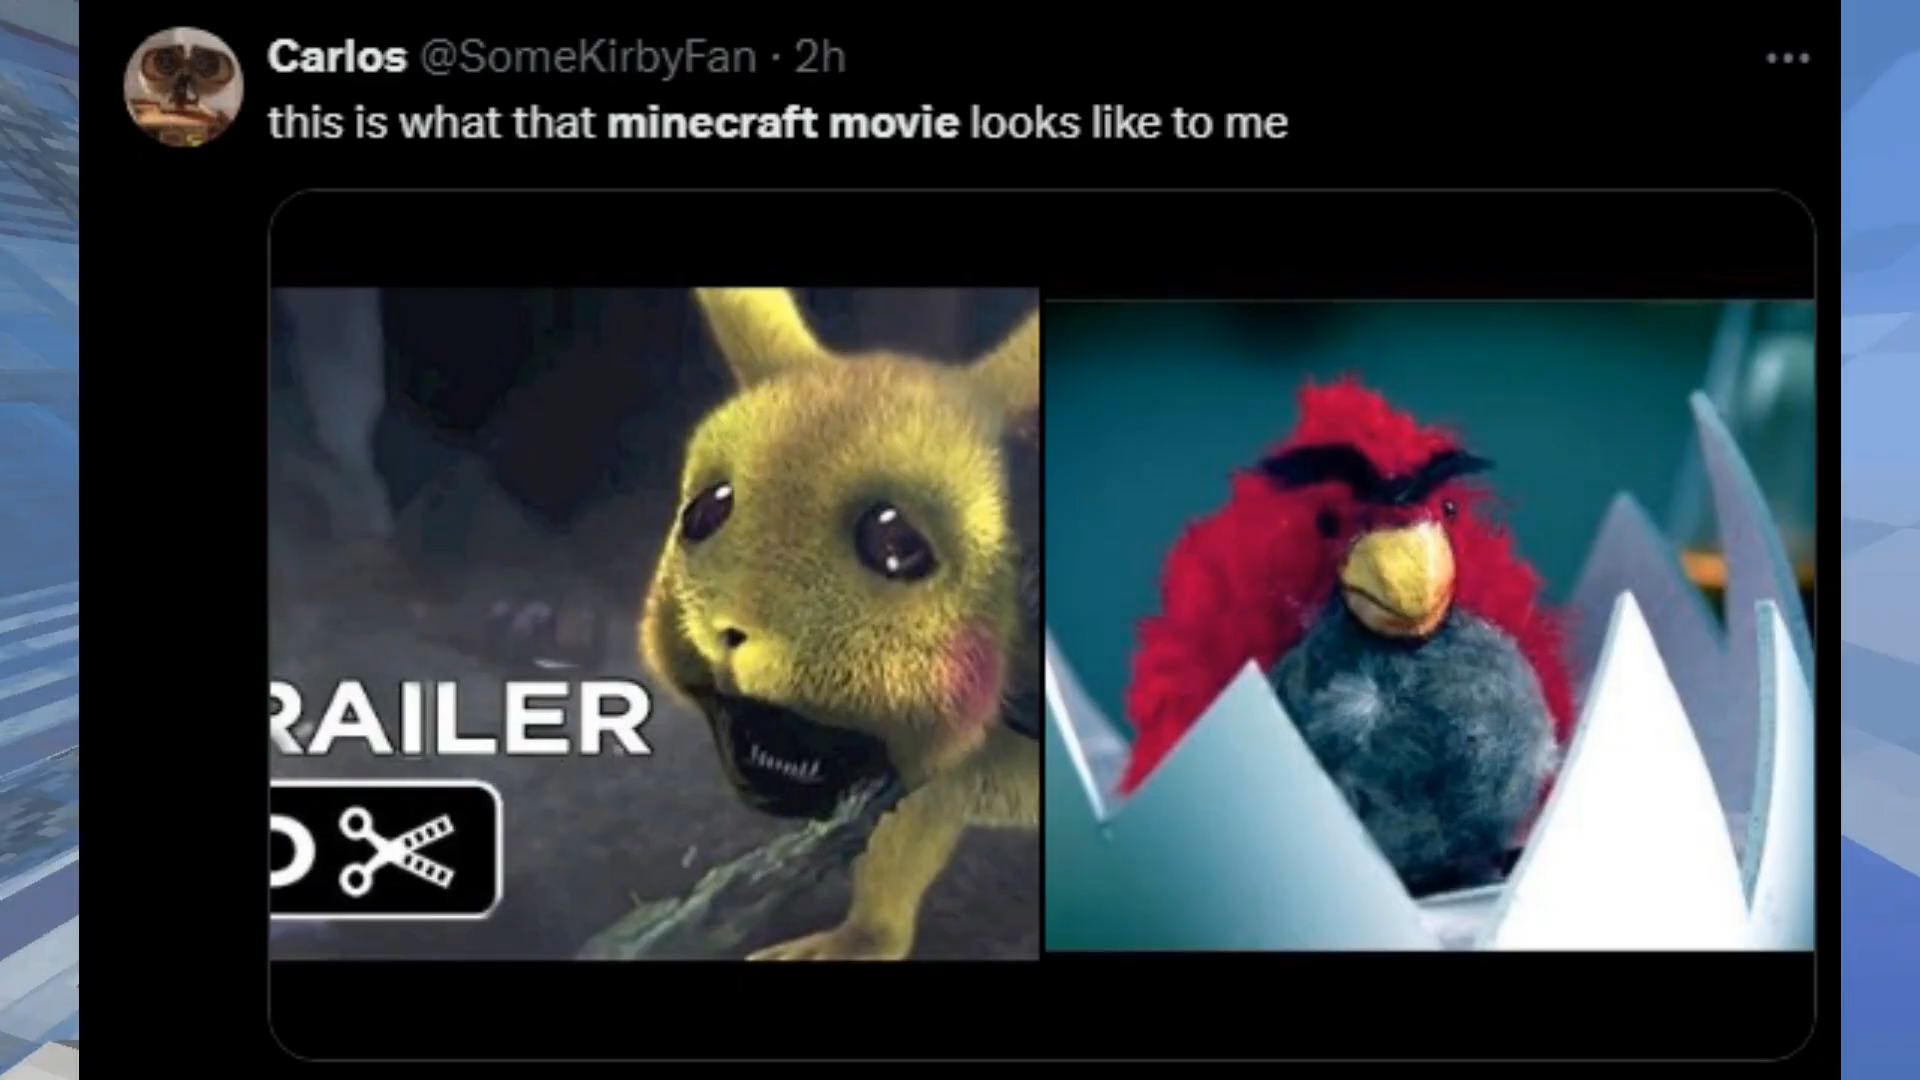 Carlos @SomeKirbyFan · 2h
this is what that minecraft movie looks like to me
RAILER